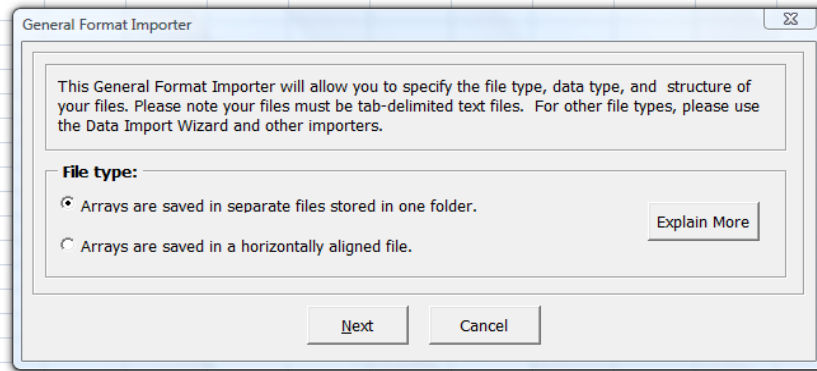 General Format Importer
This General Format Importer will allow you to specify the file type, data type, and structure of
your files. Please note your files must be tab-delimited text files. For other file types, please use
the Data Import Wizard and other importers.
File type:
Arrays are saved in separate files stored in one folder.
Explain More
Arrays are saved in a horizontally aligned file.
Next
Cancel